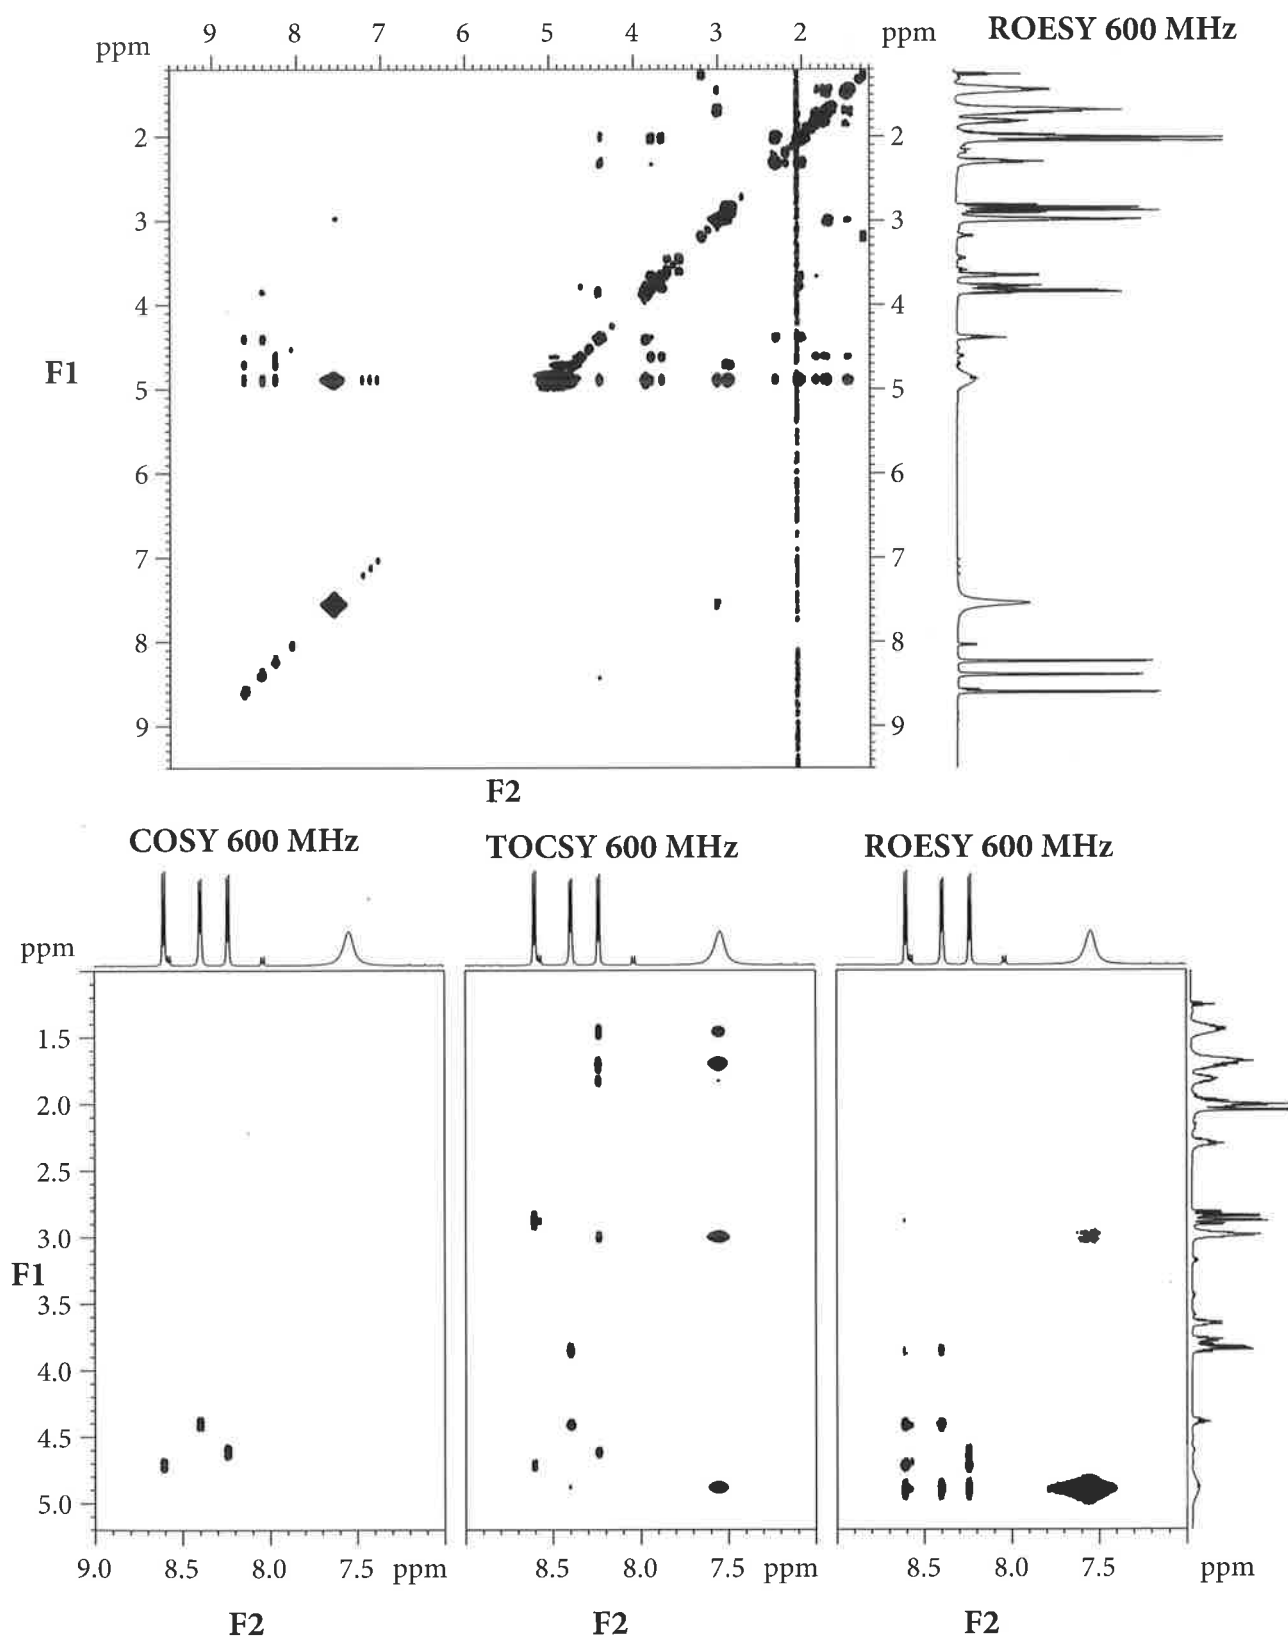 ppm 9 8 7 6 5 4 3 2 ppm ROESY 600 MHz
2 2
3 3
4 4
F1
5 5
6 6
7 7
8 8
9 9
F2
COSY 600 MHz TOCSY 600 MHz ROESY 600 MHz
ppm
1.5
2.0
2.5
3.0
F1
3.5
4.0
4.5
5.0
9.0 8.5 8.0 7.5 ppm 8.5 8.0 7.5 ppm 8.5 8.0 7.5 ppm
F2 F2 F2